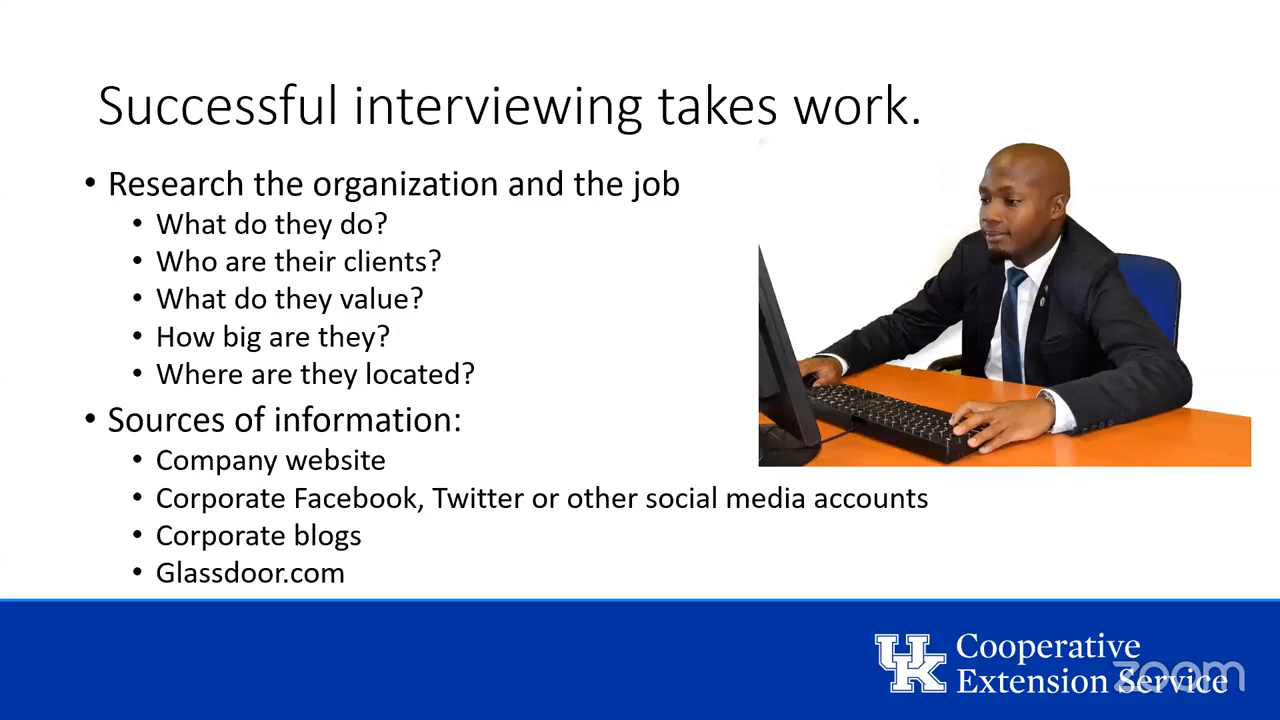 Successful interviewing takes work.
• Research the organization and the job
• What do they do?
• Who are their clients?
• What do they value?
• How big are they?
• Where are they located?
• Sources of information:
• Company website
• Corporate Facebook, Twitter or other social media accounts
• Corporate blogs
• Glassdoor.com
UK Cooperative
Extension Service
zoom